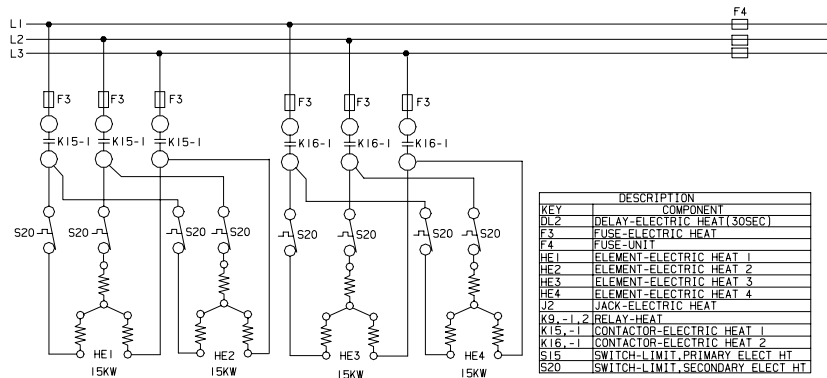 F4
L1
L2
L3
F3 F3 F3 F3 F3 F3
K15-1 K15-1 K15-1 K16-1 K16-1 K16-1
S20 S20 S20 S20 S20 S20 S20 S20
HE1 HE2 HE3 HE4
15KW 15KW 15KW 15KW
DESCRIPTION
KEY COMPONENT
DL2 DELAY-ELECTRIC HEAT(30SEC)
F3 FUSE-ELECTRIC HEAT
F4 FUSE-UNIT
HE1 ELEMENT-ELECTRIC HEAT 1
HE2 ELEMENT-ELECTRIC HEAT 2
HE3 ELEMENT-ELECTRIC HEAT 3
HE4 ELEMENT-ELECTRIC HEAT 4
J2 JACK-ELECTRIC HEAT
K9,-1,2 RELAY-HEAT
K15,-1 CONTACTOR-ELECTRIC HEAT 1
K16,-1 CONTACTOR-ELECTRIC HEAT 2
S15 SWITCH-LIMIT,PRIMARY ELECT HT
S20 SWITCH-LIMIT,SECONDARY ELECT HT